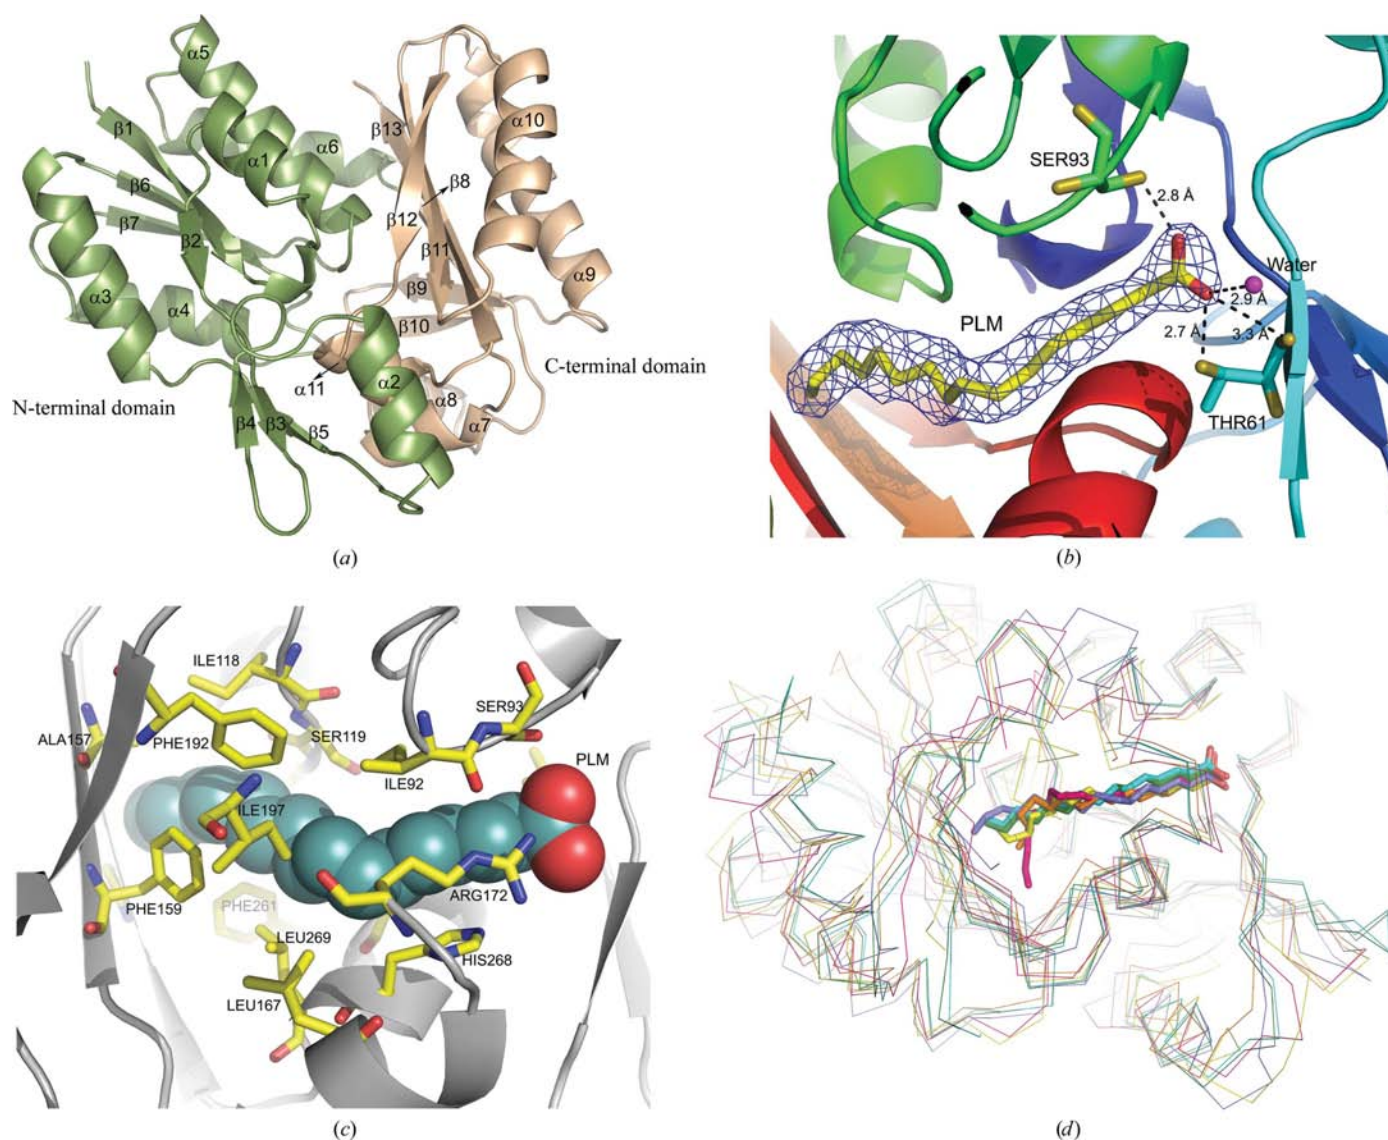 α5
β1
α1
α6
β6
β7
β2
α3
α4
N-terminal domain
β4
β3
β5
α11
α2
α8
α7
β13
α10
β8
β12
β11
α9
β9
β10
C-terminal domain
(a)
SER93
2.8 Å
Water
PLM
2.9 Å
2.7 Å
3.3 Å
THR61
(b)
ILE118
SER93
ALA157
PHE192
SER119
ILE92
PLM
ILE197
PHE159
PHE261
ARG172
LEU269
HIS268
LEU167
(c)
(d)